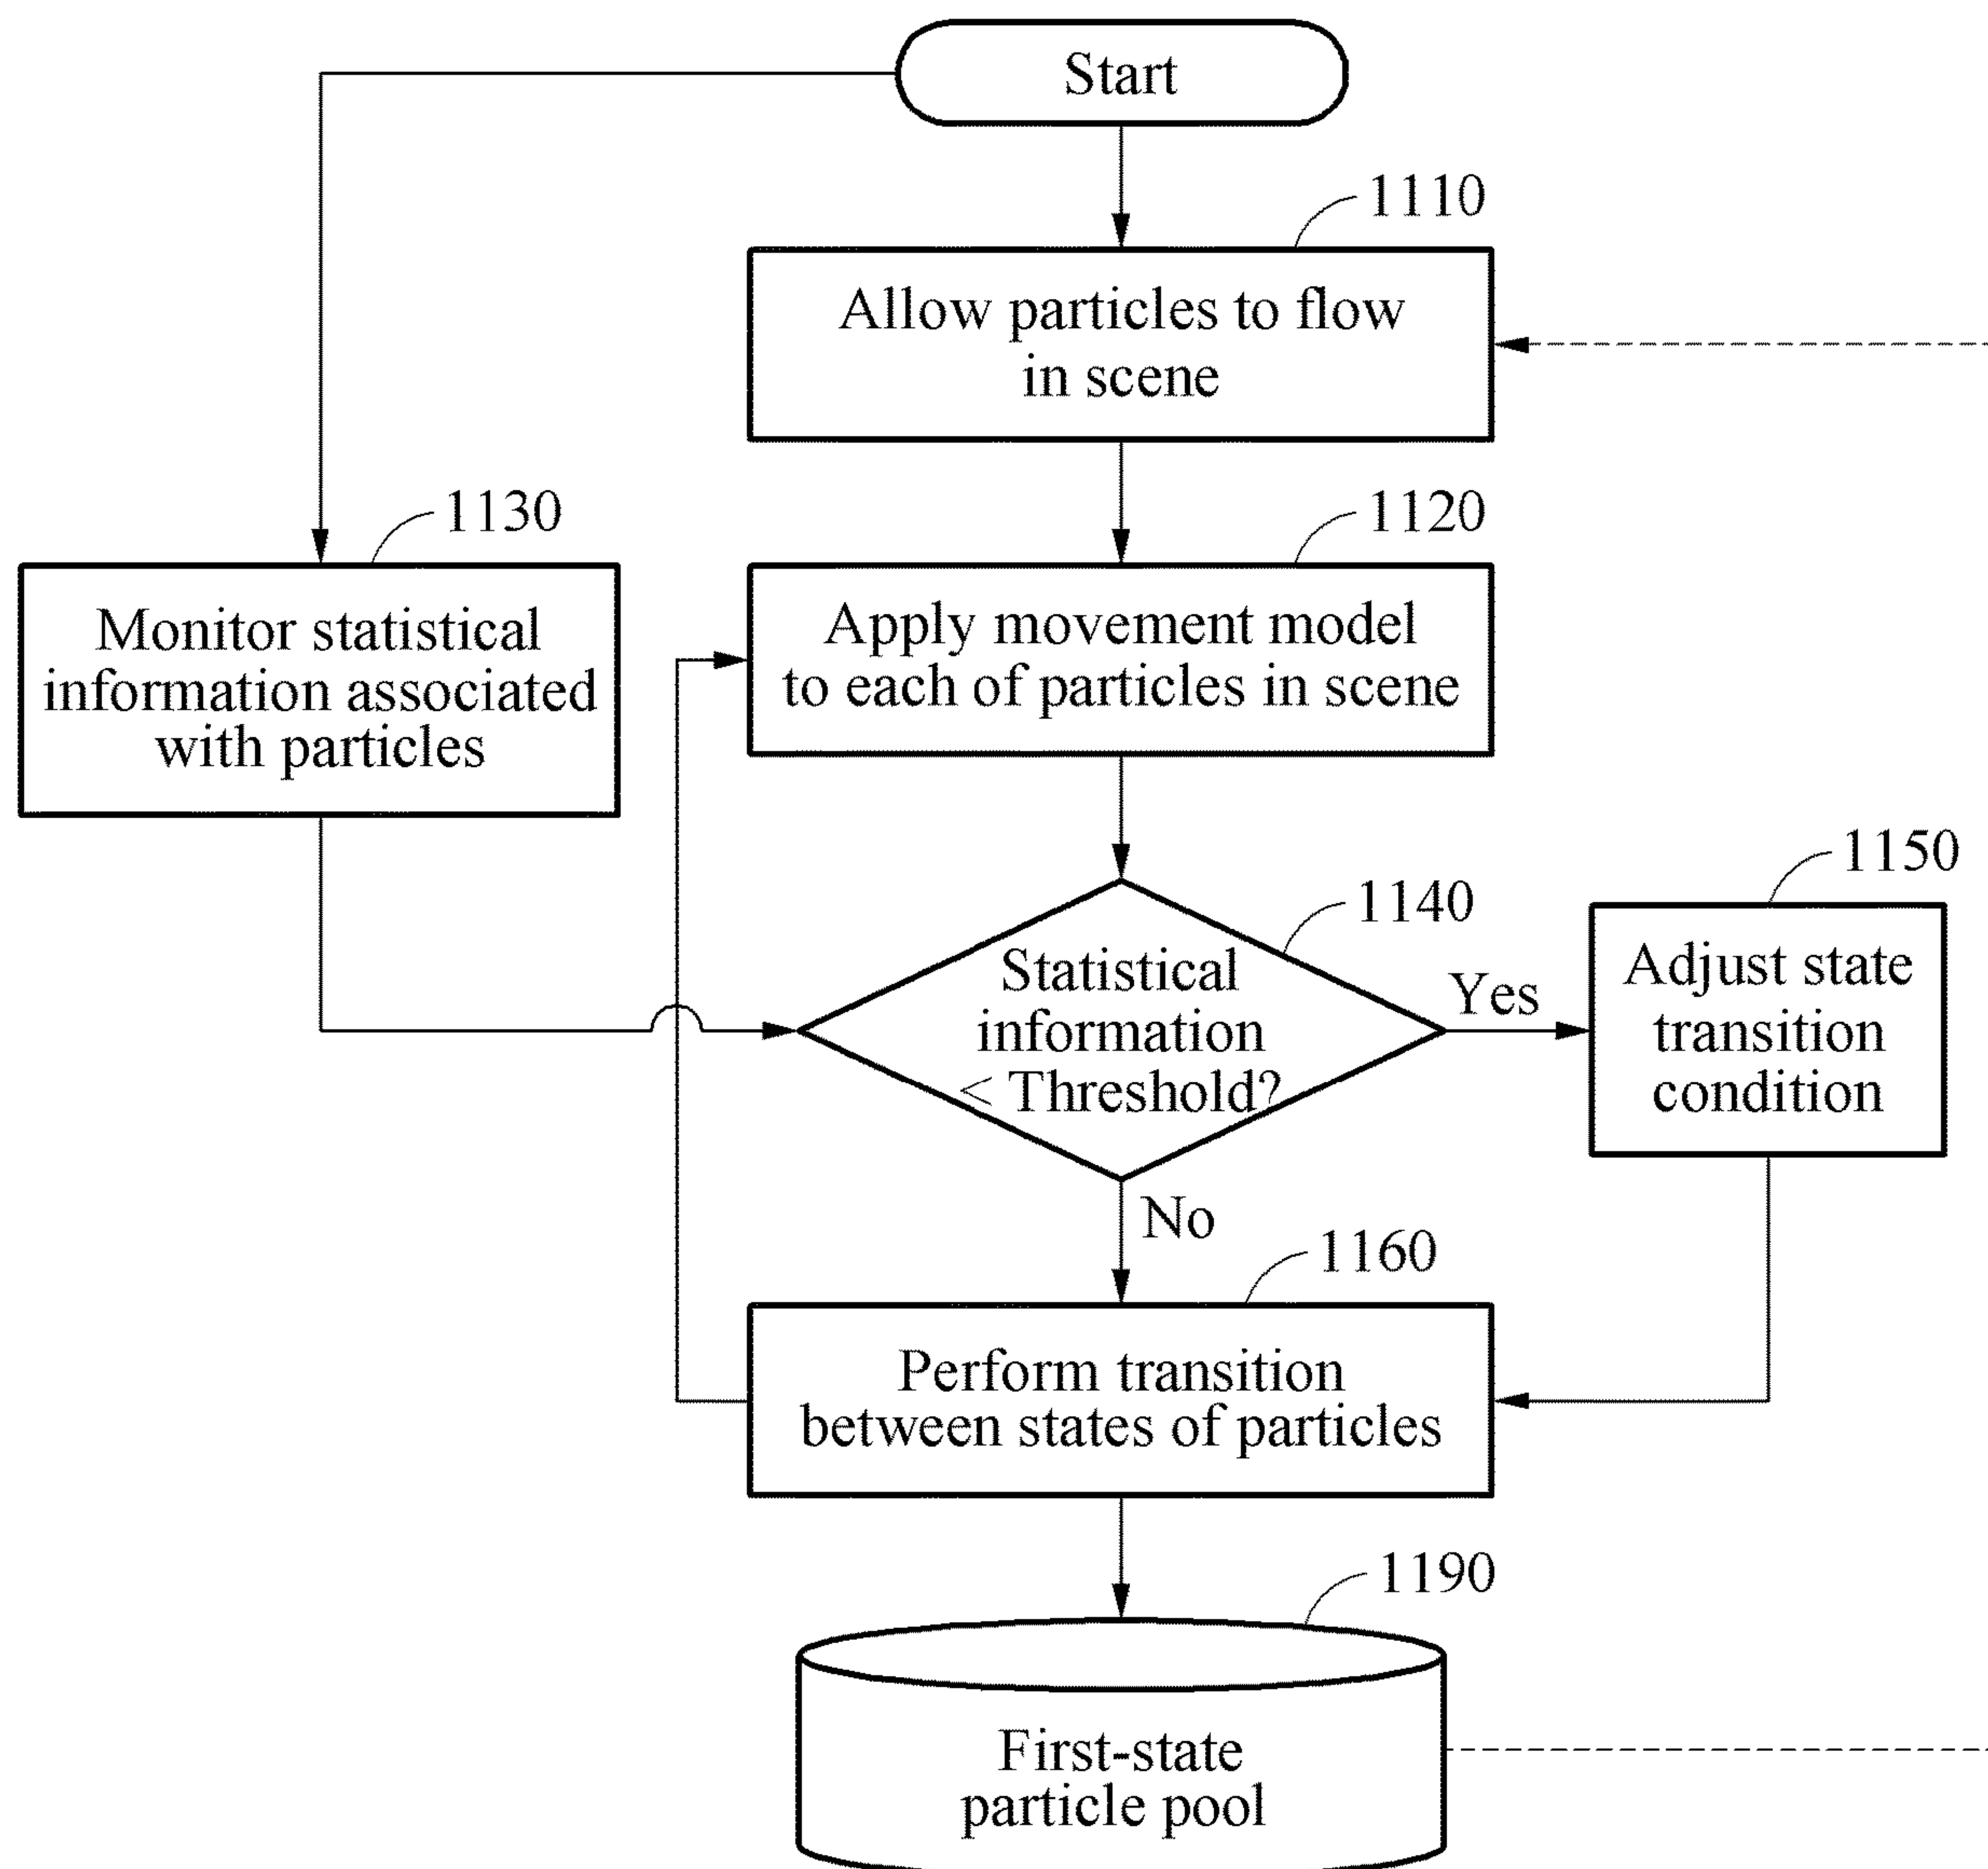 Start
1110
Allow particles to flow
in scene
1130
Monitor statistical
information associated
with particles
1120
Apply movement model
to each of particles in scene
1140
Statistical
information
< Threshold?
Yes
1150
Adjust state
transition
condition
No
1160
Perform transition
between states of particles
1190
First-state
particle pool